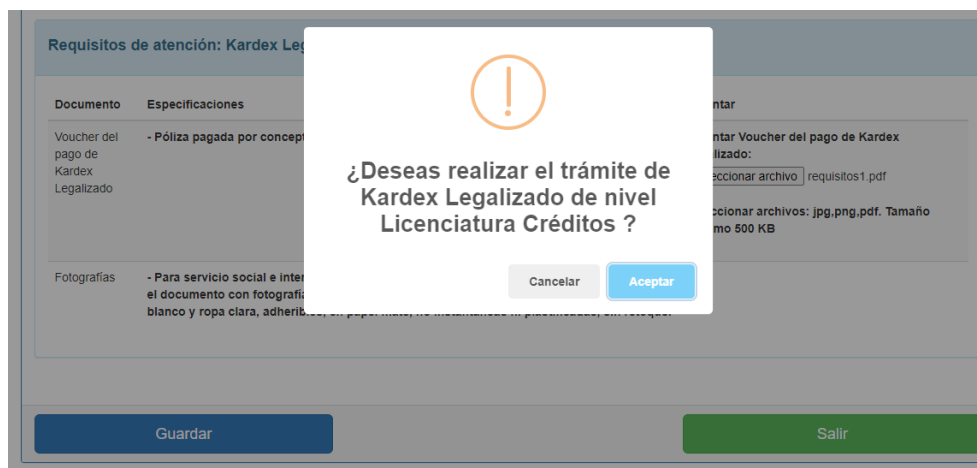 Requisitos de atención: Kardex Leg
Documento Especificaciones
ntar
Voucher del
pago de
Kardex
Legalizado
- Póliza pagada por concept
ntar Voucher del pago de Kardex
lizado:
eccionar archivo requisitos1.pdf
ccionar archivos: jpg,png,pdf. Tamaño
mo 500 KB
¿Deseas realizar el trámite de
Kardex Legalizado de nivel
Licenciatura Créditos ?
Cancelar Aceptar
Fotografías
- Para servicio social e inter
el documento con fotografía
blanco y ropa clara, adherib
Guardar Salir